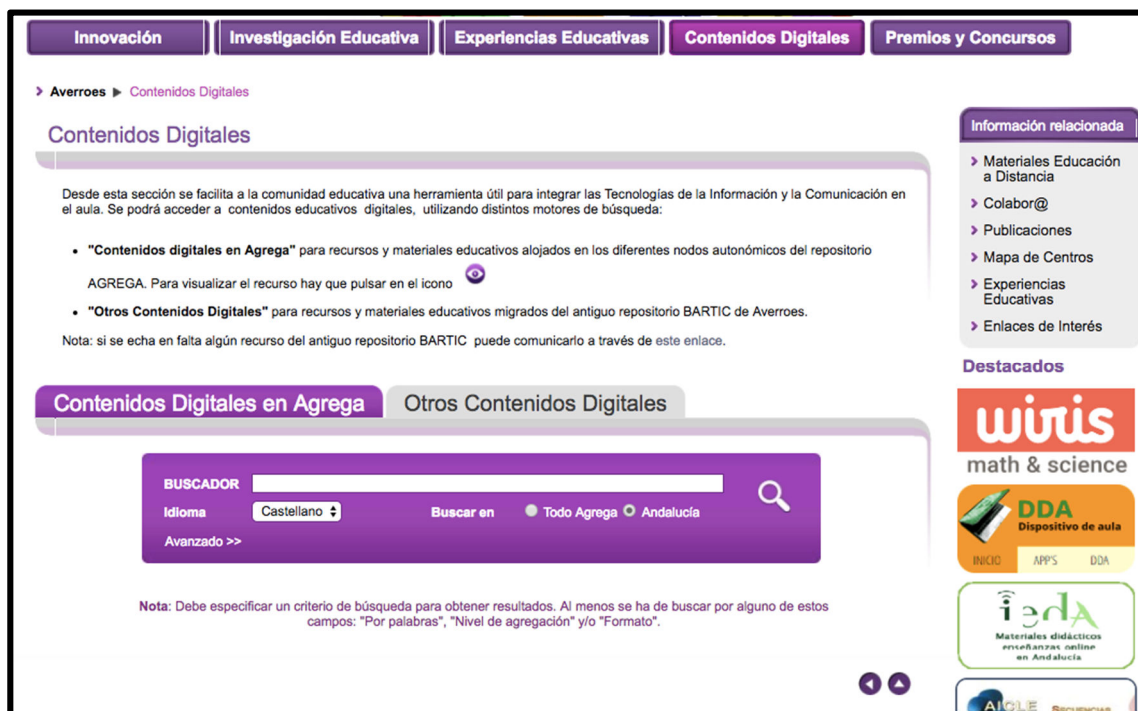 Innovación
Investigación Educativa
Experiencias Educativas
Contenidos Digitales
Premios y Concursos
Averroes ▶ Contenidos Digitales
Contenidos Digitales
Desde esta sección se facilita a la comunidad educativa una herramienta útil para integrar las Tecnologías de la Información y la Comunicación en
el aula. Se podrá acceder a contenidos educativos digitales, utilizando distintos motores de búsqueda:
• "Contenidos digitales en Agrega" para recursos y materiales educativos alojados en los diferentes nodos autonómicos del repositorio
AGREGA. Para visualizar el recurso hay que pulsar en el icono
• "Otros Contenidos Digitales" para recursos y materiales educativos migrados del antiguo repositorio BARTIC de Averroes.
Nota: si se echa en falta algún recurso del antiguo repositorio BARTIC puede comunicarlo a través de este enlace.
Contenidos Digitales en Agrega
Otros Contenidos Digitales
BUSCADOR
Idioma
Castellano
Buscar en
Todo Agrega
Andalucía
Avanzado >>
Nota: Debe especificar un criterio de búsqueda para obtener resultados. Al menos se ha de buscar por alguno de estos
campos: "Por palabras", "Nivel de agregación" y/o "Formato".
Información relacionada
Materiales Educación
a Distancia
Colabor@
Publicaciones
Mapa de Centros
Experiencias
Educativas
Enlaces de Interés
Destacados
wiris
math & science
DDA
Dispositivo de aula
INICIO
APP'S
DDA
iedA
Materiales didácticos
enseñanzas online
en Andalucía
AICLE
SECUENCIAS